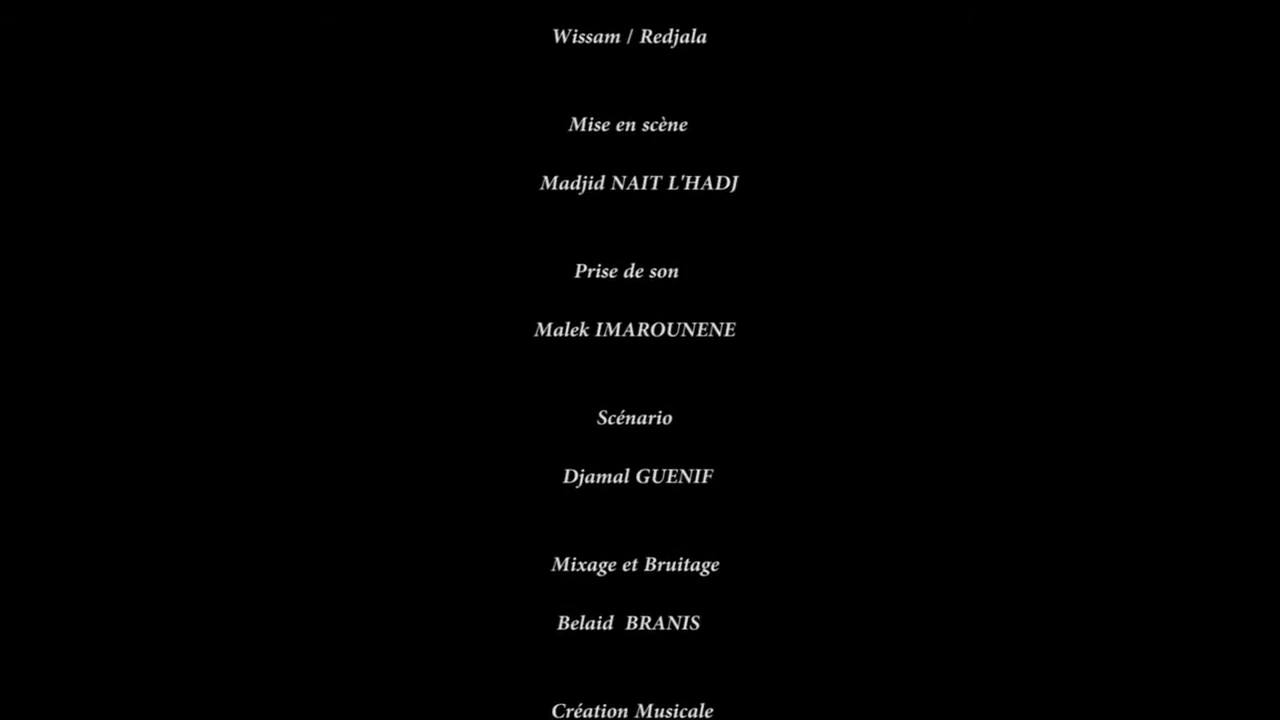 Wissam / Redjala
Mise en scène
Madjid NAIT L'HADJ
Prise de son
Malek IMAROUNENE
Scénario
Djamal GUENIF
Mixage et Bruitage
Belaid BRANIS
Création Musicale